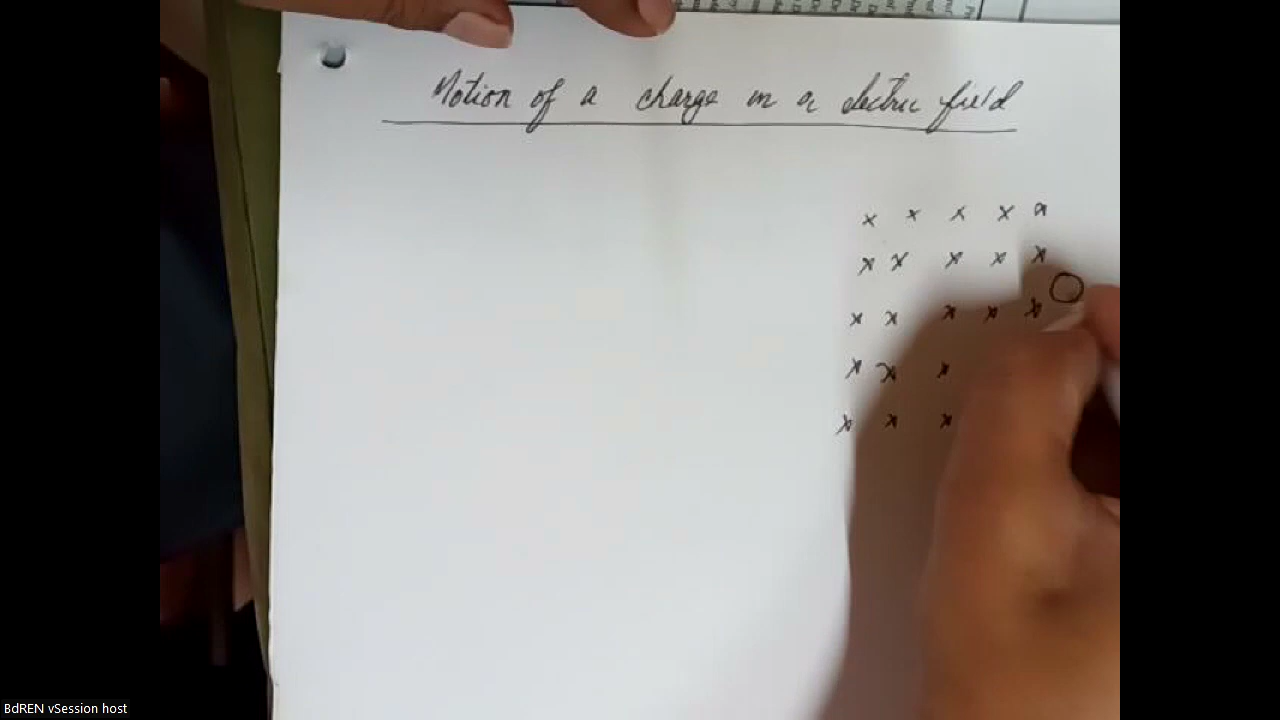 Motion of a charge in a electric field
x x x x x
x x x x x
x x x x x
x x x
x x x
BdREN vSession host